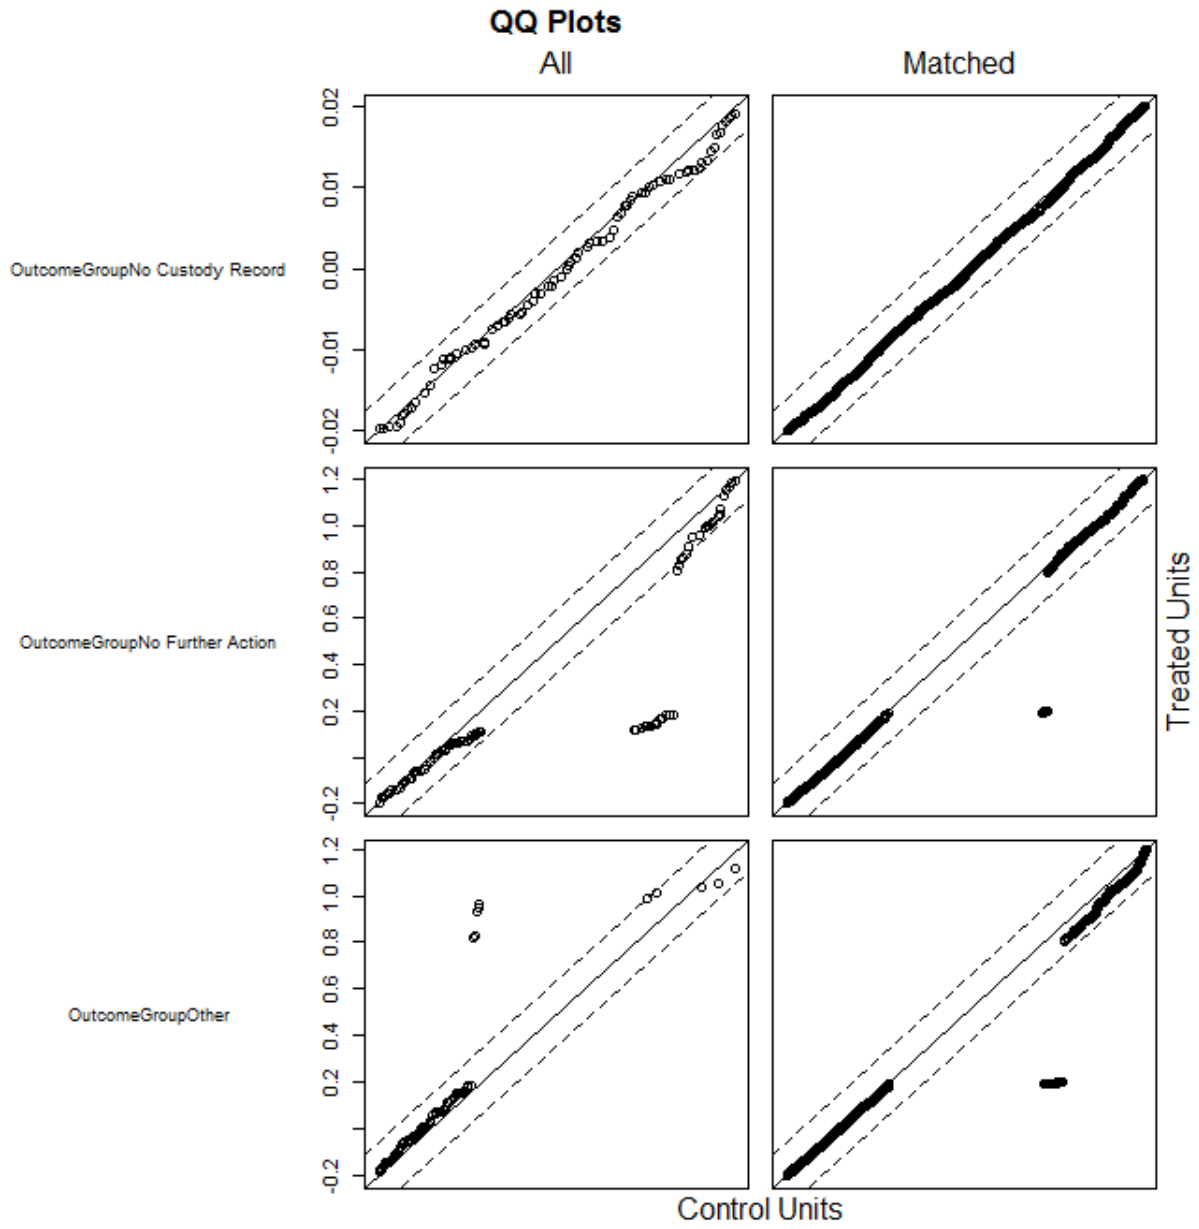 QQ Plots
All
Matched
OutcomeGroupNo Custody Record
0.02
0.01
0.00
-0.01
-0.02
OutcomeGroupNo Further Action
1.2
1.0
0.8
0.6
0.4
0.2
-0.2
Treated Units
OutcomeGroupOther
1.2
1.0
0.8
0.6
0.4
0.2
-0.2
Control Units